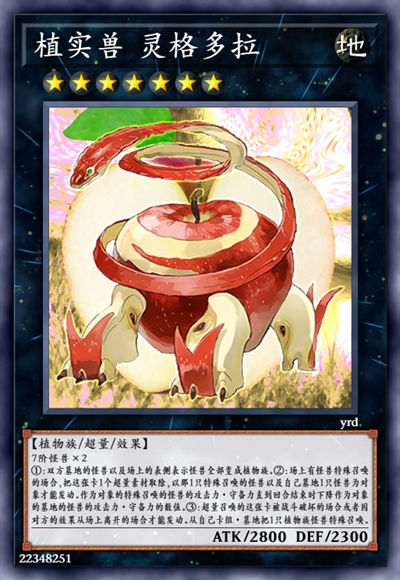 植实兽 灵格多拉
地
yrd.
【植物族/超量/效果】
7阶怪兽×2
①:双方墓地的怪兽以及场上的表侧表示怪兽全部变成植物族。②:场上有怪兽特殊召唤
的场合,把这张卡1个超量素材取除,以那1只特殊召唤的怪兽以及自己墓地1只怪兽为对
象才能发动。作为对象的特殊召唤的怪兽的攻击力・守备力直到回合结束时下降作为对象
的墓地的怪兽的攻击力・守备力的数值。③:超量召唤的这张卡被战斗破坏的场合或者因
对方的效果从场上离开的场合才能发动。从自己卡组・墓地把1只植物族怪兽特殊召唤。
ATK/2800 DEF/2300
22348251